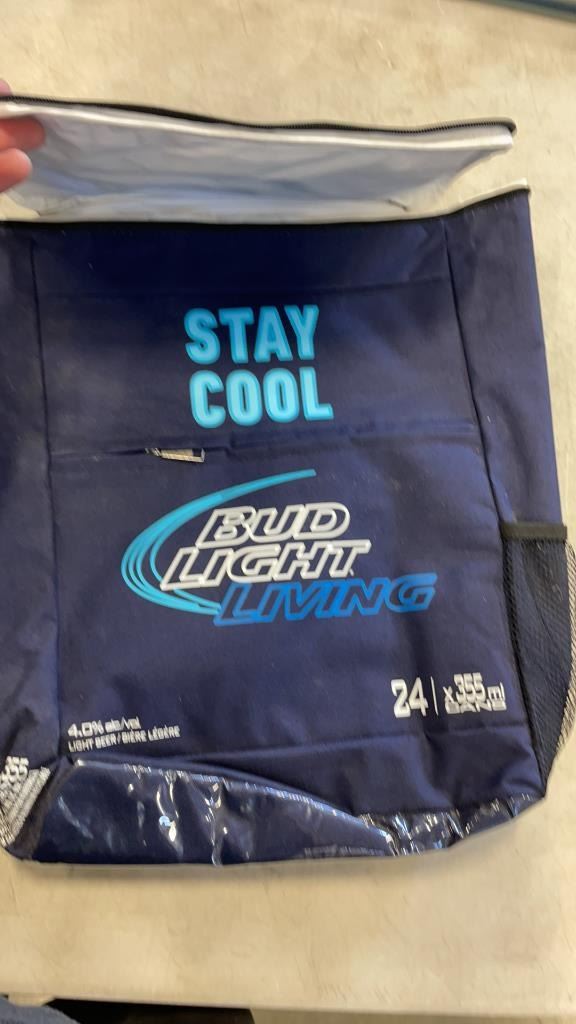 STAY
COOL
BUD
LIGHT
LIVING
24 | x 355 ml
CANS
4.0% alc/vol
LIGHT BEER / BIÈRE LÉGÈRE